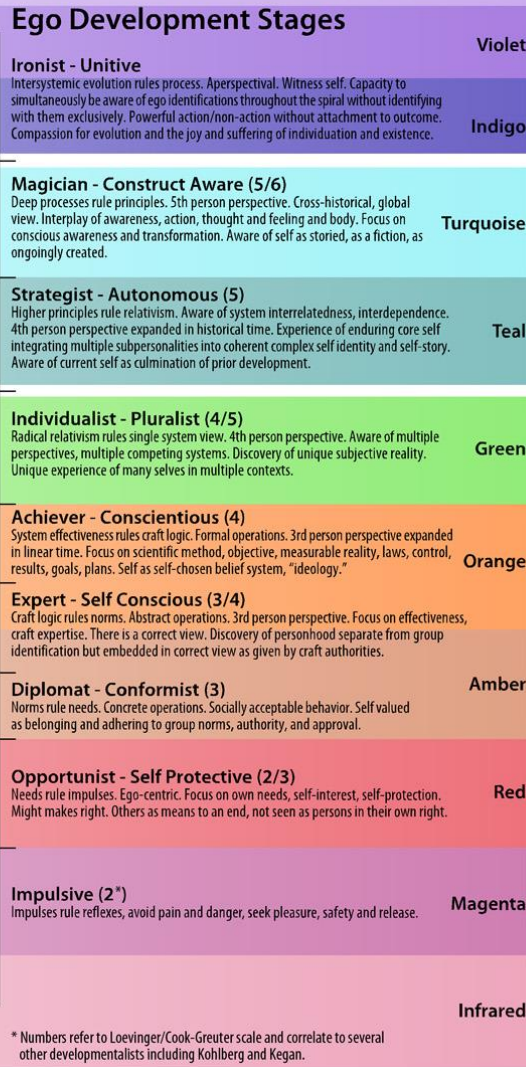 Ego Development Stages
Violet
Ironist - Unitive
Intersystemic evolution rules process. Aperspectival. Witness self. Capacity to
simultaneously be aware of ego identifications throughout the spiral without identifying
with them exclusively. Powerful action/non-action without attachment to outcome.
Compassion for evolution and the joy and suffering of individuation and existence.
Indigo
Magician - Construct Aware (5/6)
Deep processes rule principles. 5th person perspective. Cross-historical, global
view. Interplay of awareness, action, thought and feeling and body. Focus on
conscious awareness and transformation. Aware of self as storied, as a fiction, as
ongoingly created.
Turquoise
Strategist - Autonomous (5)
Higher principles rule relativism. Aware of system interrelatedness, interdependence.
4th person perspective expanded in historical time. Experience of enduring core self
integrating multiple subpersonalities into coherent complex self identity and self-story.
Aware of current self as culmination of prior development.
Teal
Individualist - Pluralist (4/5)
Radical relativism rules single system view. 4th person perspective. Aware of multiple
perspectives, multiple competing systems. Discovery of unique subjective reality.
Unique experience of many selves in multiple contexts.
Green
Achiever - Conscientious (4)
System effectiveness rules craft logic. Formal operations. 3rd person perspective expanded
in linear time. Focus on scientific method, objective, measurable reality, laws, control,
results, goals, plans. Self as self-chosen belief system, “ideology.”
Orange
Expert - Self Conscious (3/4)
Craft logic rules norms. Abstract operations. 3rd person perspective. Focus on effectiveness,
craft expertise. There is a correct view. Discovery of personhood separate from group
identification but embedded in correct view as given by craft authorities.
Amber
Diplomat - Conformist (3)
Norms rule needs. Concrete operations. Socially acceptable behavior. Self valued
as belonging and adhering to group norms, authority, and approval.
Opportunist - Self Protective (2/3)
Needs rule impulses. Ego-centric. Focus on own needs, self-interest, self-protection.
Might makes right. Others as means to an end, not seen as persons in their own right.
Red
Impulsive (2*)
Impulses rule reflexes, avoid pain and danger, seek pleasure, safety and release.
Magenta
Infrared
* Numbers refer to Loevinger/Cook-Greuter scale and correlate to several
other developmentalists including Kohlberg and Kegan.